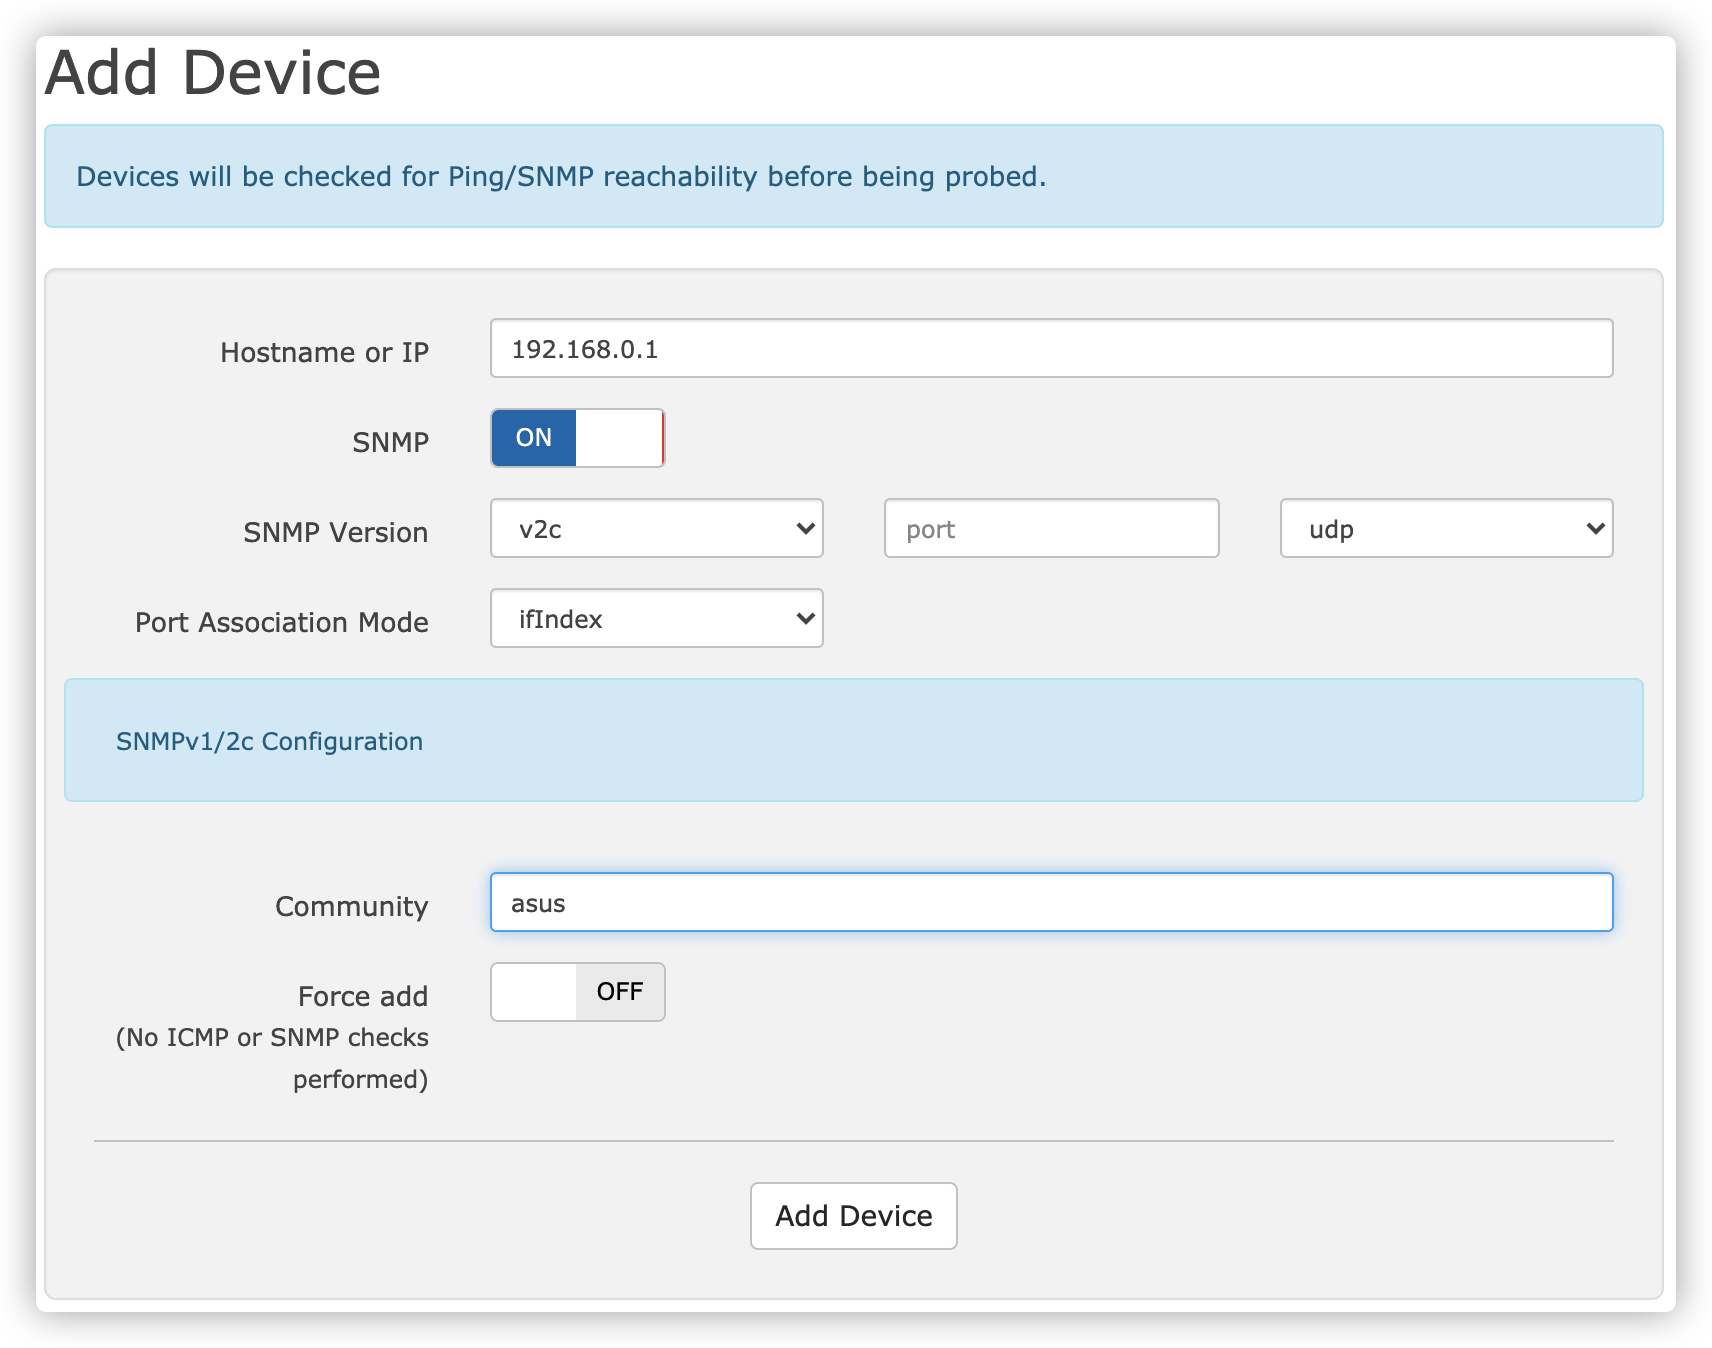 Add Device
Devices will be checked for Ping/SNMP reachability before being probed.
Hostname or IP
192.168.0.1
SNMP
ON
SNMP Version
v2c
port
udp
Port Association Mode
ifIndex
SNMPv1/2c Configuration
Community
asus
Force add
OFF
(No ICMP or SNMP checks
performed)
Add Device